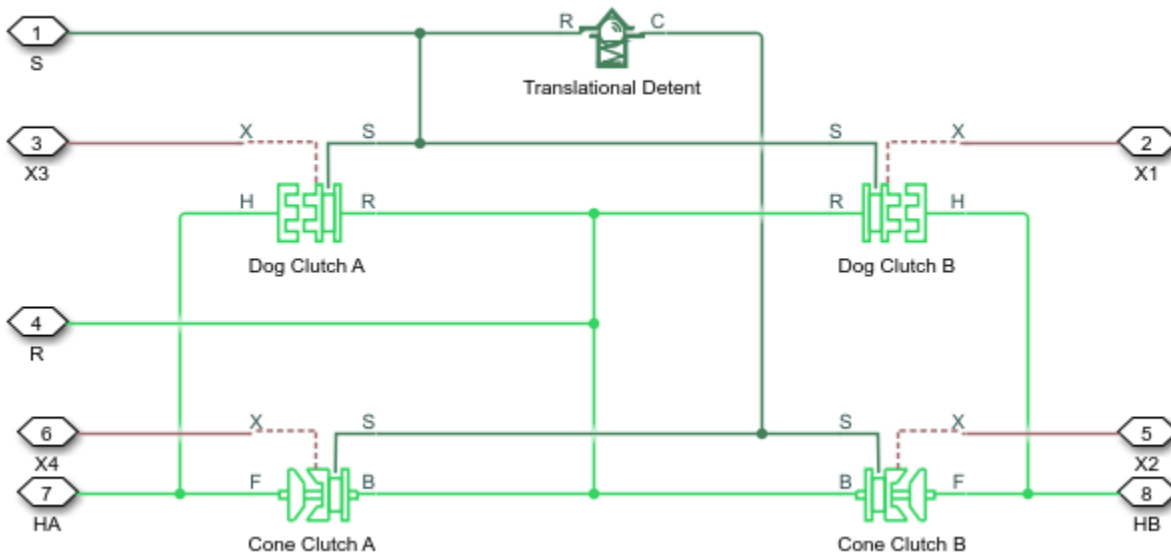 1
S
R
C
Translational Detent
3
X3
X
S
S
X
2
X1
H
R
R
H
Dog Clutch A
Dog Clutch B
4
R
6
X4
X
S
S
X
5
X2
7
HA
F
B
B
F
8
HB
Cone Clutch A
Cone Clutch B